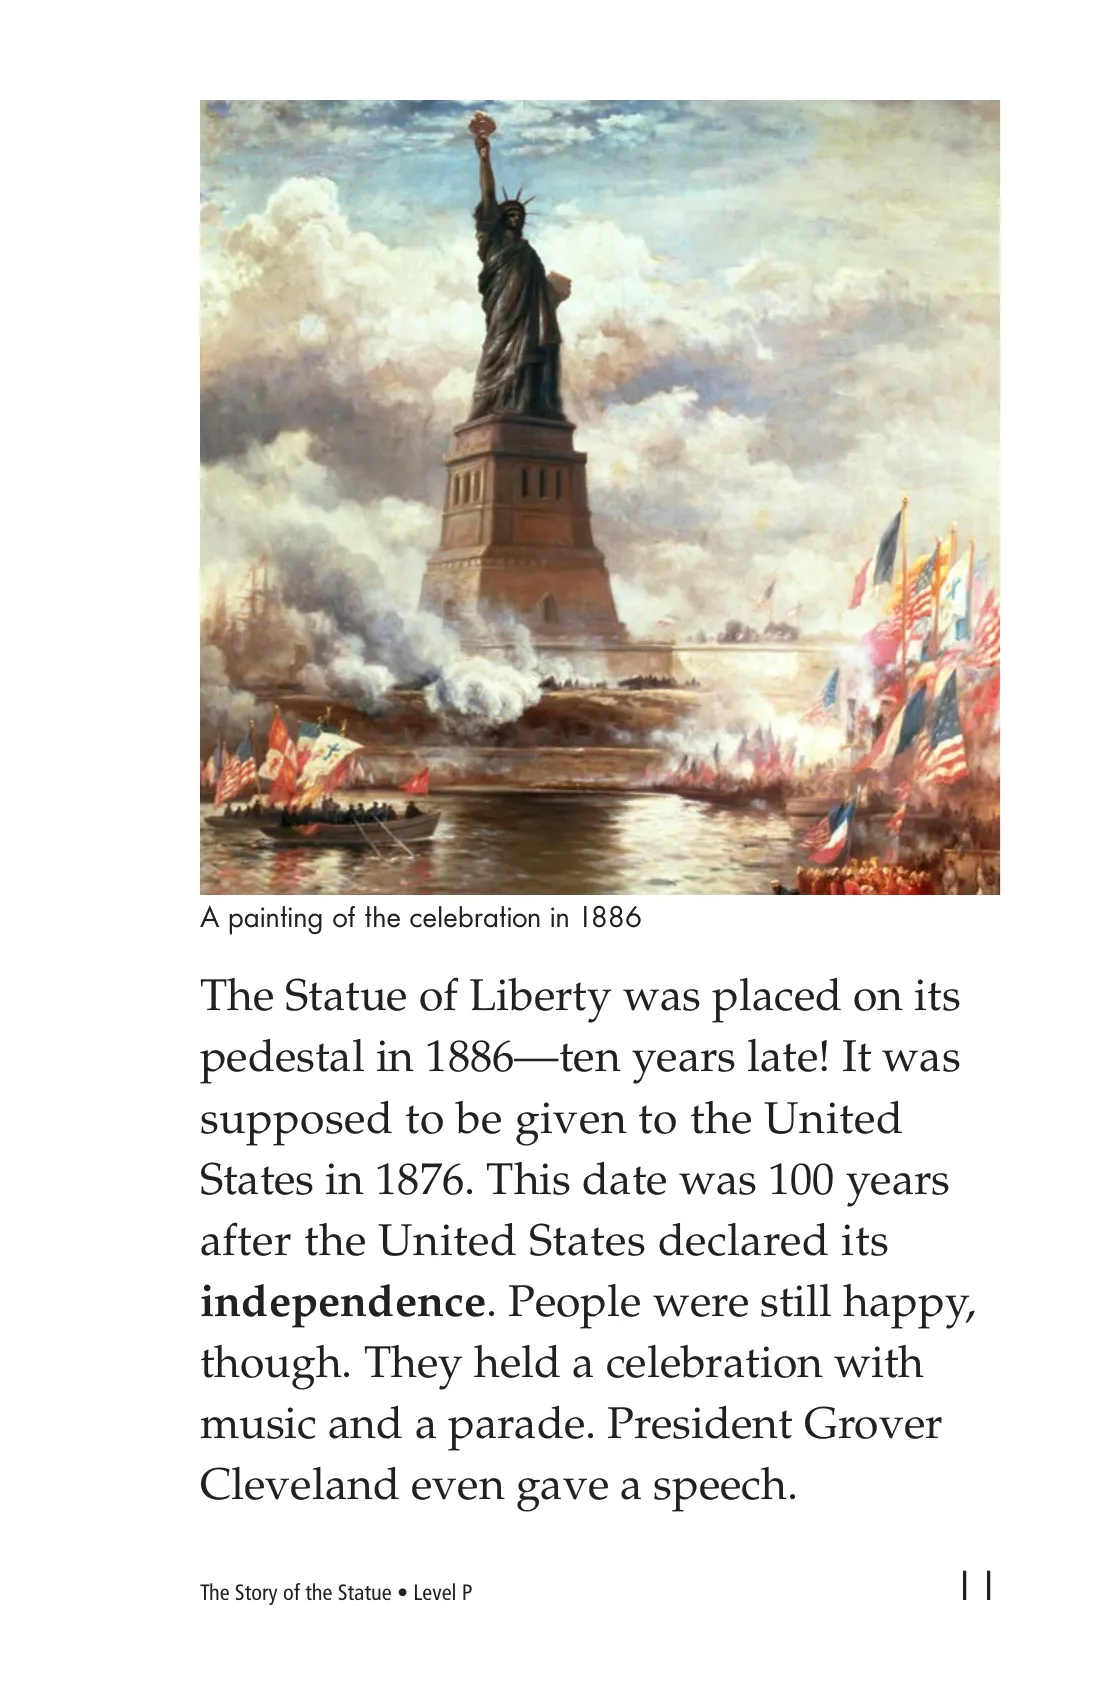 A painting of the celebration in 1886
The Statue of Liberty was placed on its
pedestal in 1886—ten years late! It was
supposed to be given to the United
States in 1876. This date was 100 years
after the United States declared its
independence. People were still happy,
though. They held a celebration with
music and a parade. President Grover
Cleveland even gave a speech.
The Story of the Statue • Level P
11